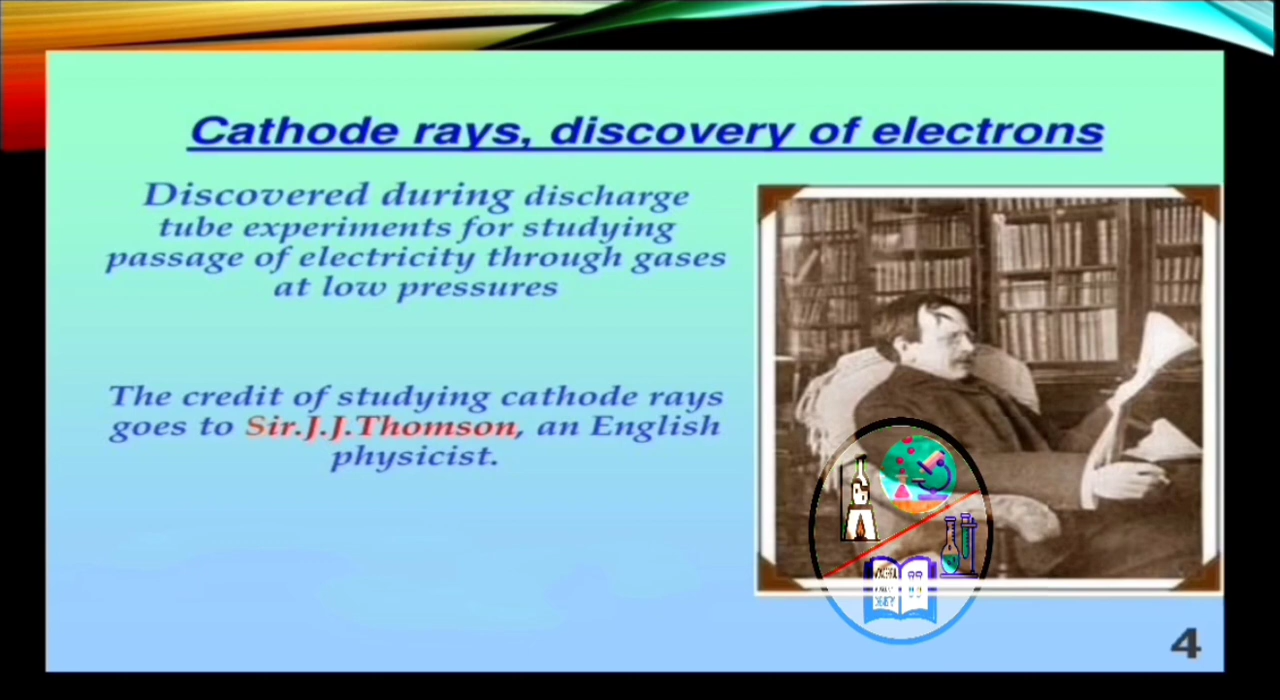 Cathode rays, discovery of electrons
Discovered during discharge
tube experiments for studying
passage of electricity through gases
at low pressures
The credit of studying cathode rays
goes to Sir.J.J.Thomson, an English
physicist.
4